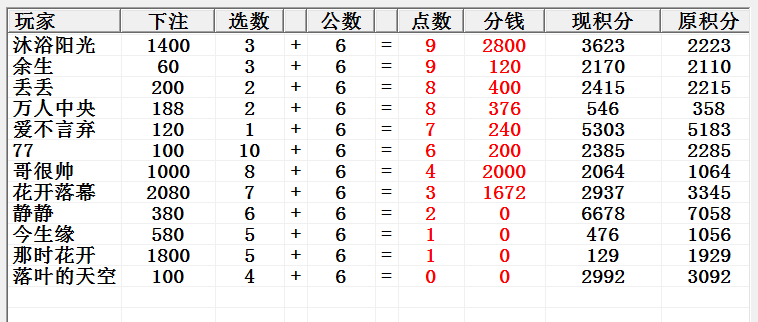 玩家 下注 选数 公数 点数 分钱 现积分 原积分
沐浴阳光 1400 3 + 6 = 9 2800 3623 2223
余生 60 3 + 6 = 9 120 2170 2110
丢丢 200 2 + 6 = 8 400 2415 2215
万人中央 188 2 + 6 = 8 376 546 358
爱不言弃 120 1 + 6 = 7 240 5303 5183
77 100 10 + 6 = 6 200 2385 2285
哥很帅 1000 8 + 6 = 4 2000 2064 1064
花开落幕 2080 7 + 6 = 3 1672 2937 3345
静静 380 6 + 6 = 2 0 6678 7058
今生缘 580 5 + 6 = 1 0 476 1056
那时花开 1800 5 + 6 = 1 0 129 1929
落叶的天空 100 4 + 6 = 0 0 2992 3092